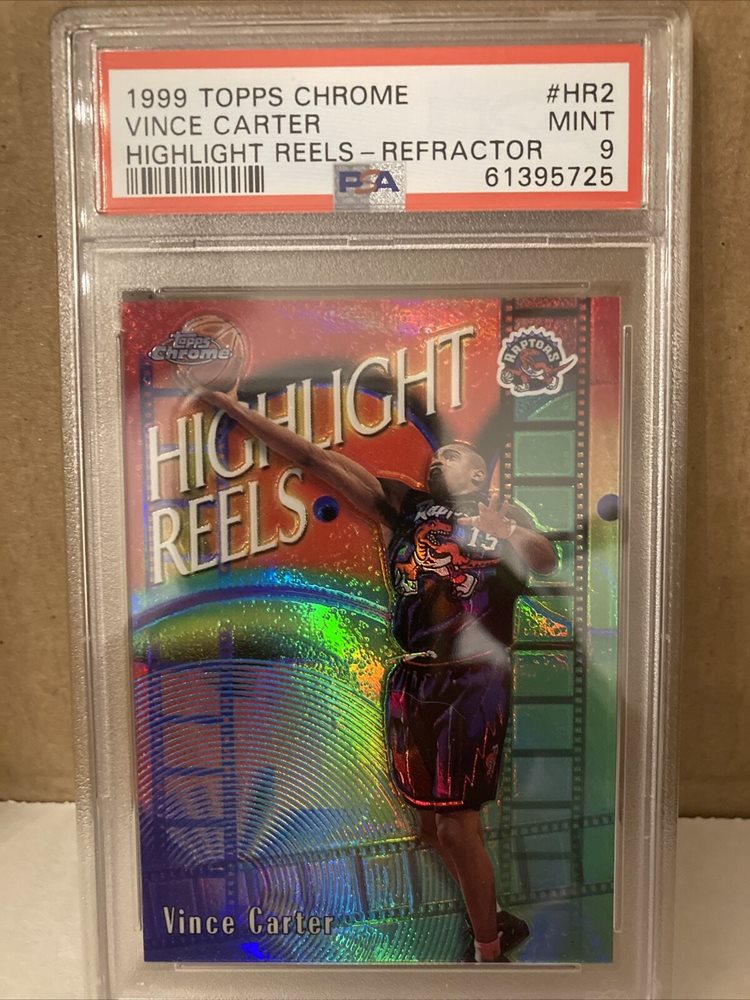 1999 TOPPS CHROME #HR2
VINCE CARTER MINT
HIGHLIGHT REELS - REFRACTOR 9
PSA 61395725
Topps
Chrome
RAPTORS
HIGHLIGHT
REELS
Rapt
15
Vince Carter